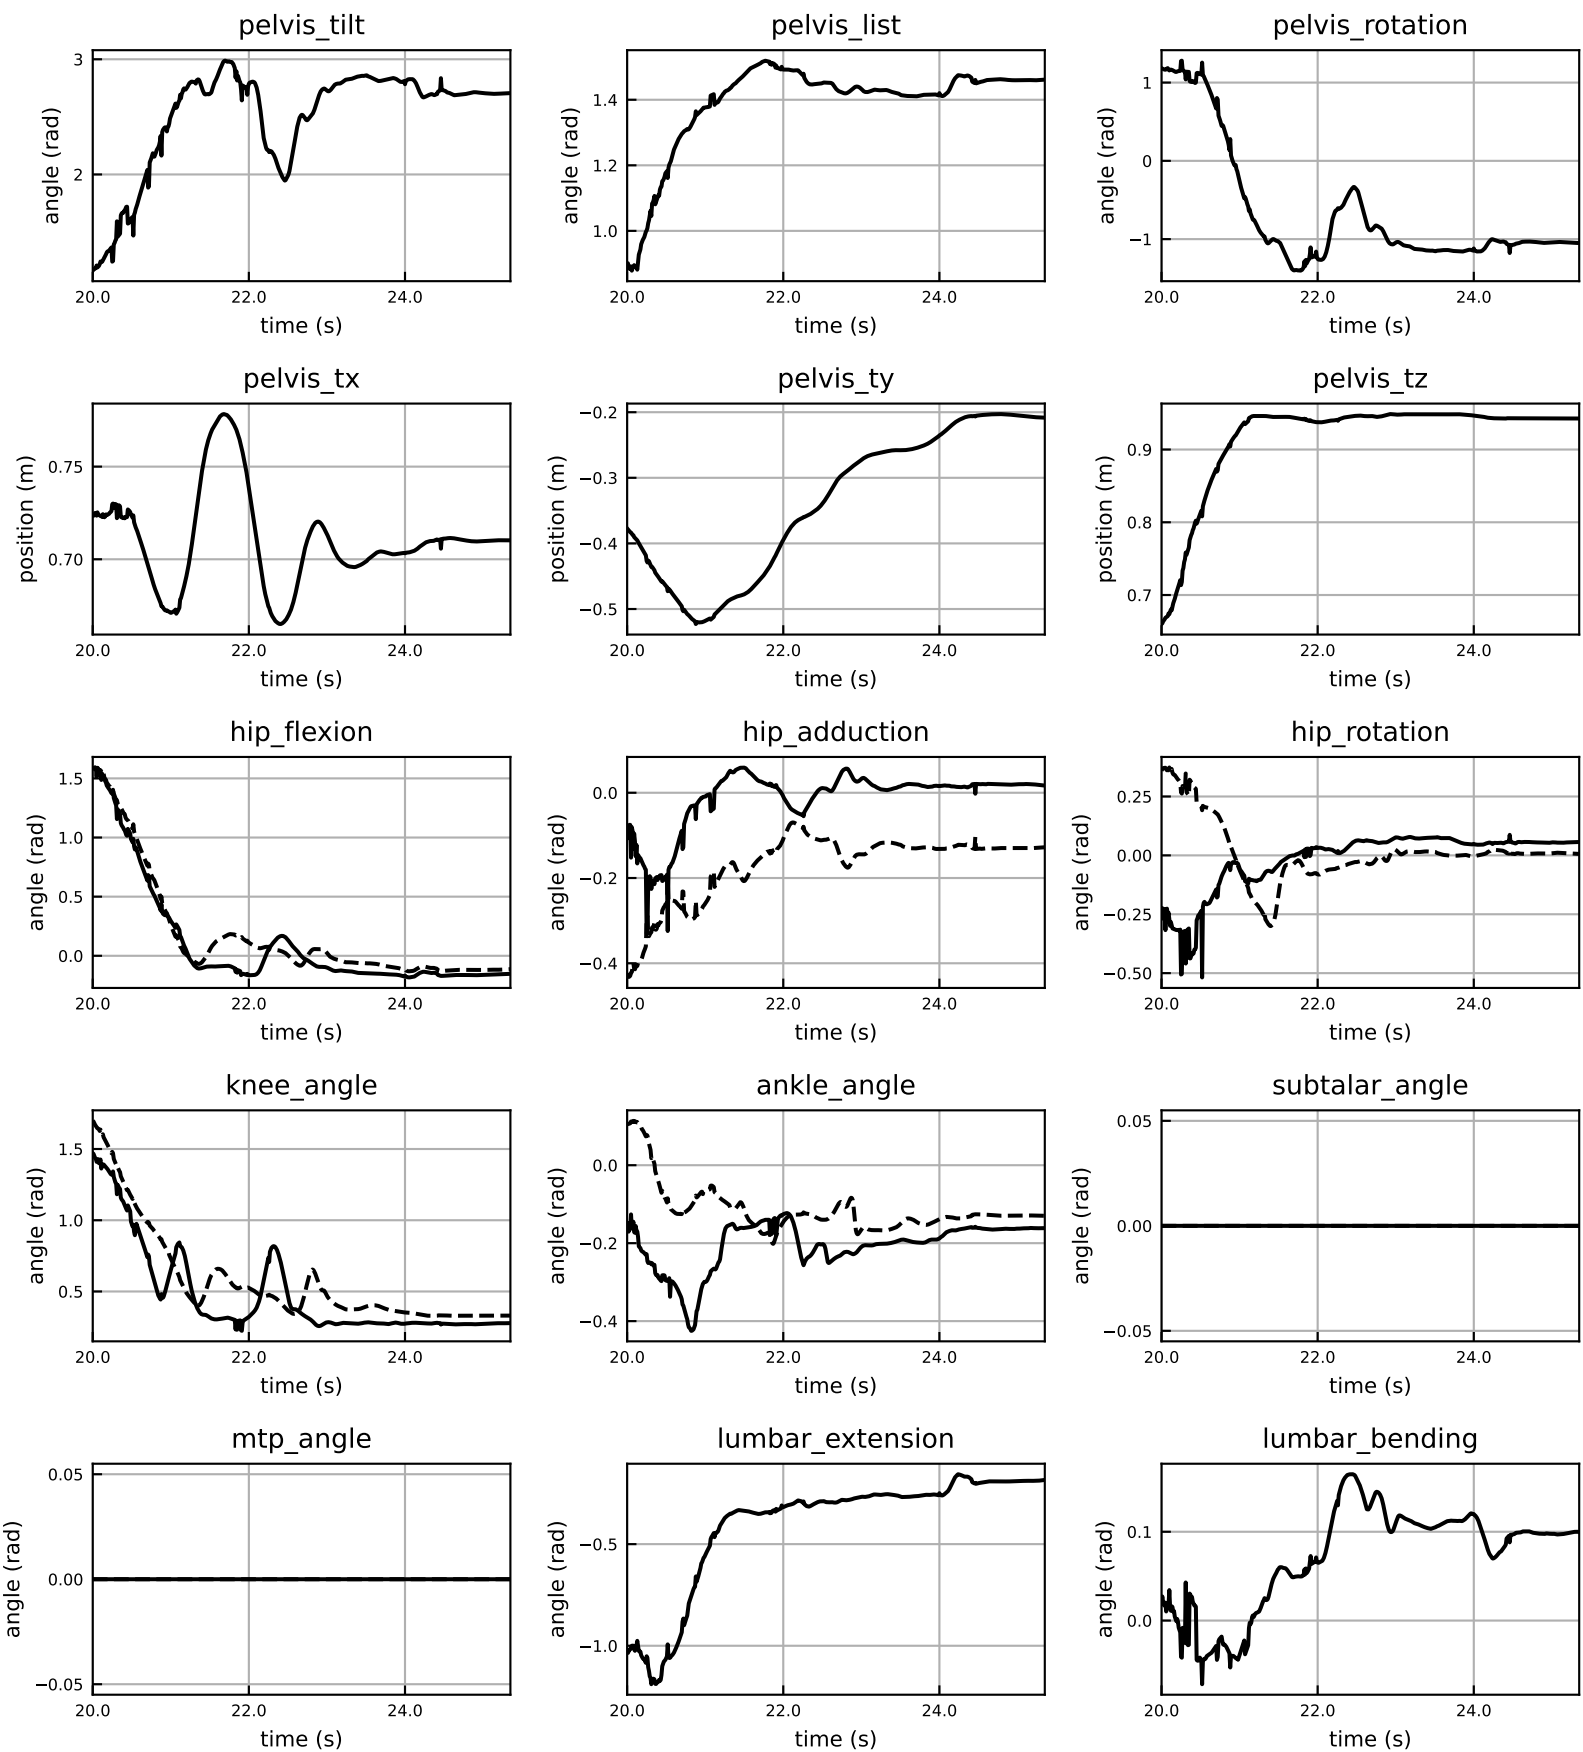 pelvis_tilt
angle (rad)
3
2
20.0 22.0 24.0
time (s)
pelvis_list
angle (rad)
1.4
1.2
1.0
20.0 22.0 24.0
time (s)
pelvis_rotation
angle (rad)
1
0
−1
20.0 22.0 24.0
time (s)
pelvis_tx
position (m)
0.75
0.70
20.0 22.0 24.0
time (s)
pelvis_ty
position (m)
−0.2
−0.3
−0.4
−0.5
20.0 22.0 24.0
time (s)
pelvis_tz
position (m)
0.9
0.8
0.7
20.0 22.0 24.0
time (s)
hip_flexion
angle (rad)
1.5
1.0
0.5
0.0
20.0 22.0 24.0
time (s)
hip_adduction
angle (rad)
0.0
−0.2
−0.4
20.0 22.0 24.0
time (s)
hip_rotation
angle (rad)
0.25
0.00
−0.25
−0.50
20.0 22.0 24.0
time (s)
knee_angle
angle (rad)
1.5
1.0
0.5
20.0 22.0 24.0
time (s)
ankle_angle
angle (rad)
0.0
−0.2
−0.4
20.0 22.0 24.0
time (s)
subtalar_angle
angle (rad)
0.05
0.00
−0.05
20.0 22.0 24.0
time (s)
mtp_angle
angle (rad)
0.05
0.00
−0.05
20.0 22.0 24.0
time (s)
lumbar_extension
angle (rad)
−0.5
−1.0
20.0 22.0 24.0
time (s)
lumbar_bending
angle (rad)
0.1
0.0
20.0 22.0 24.0
time (s)